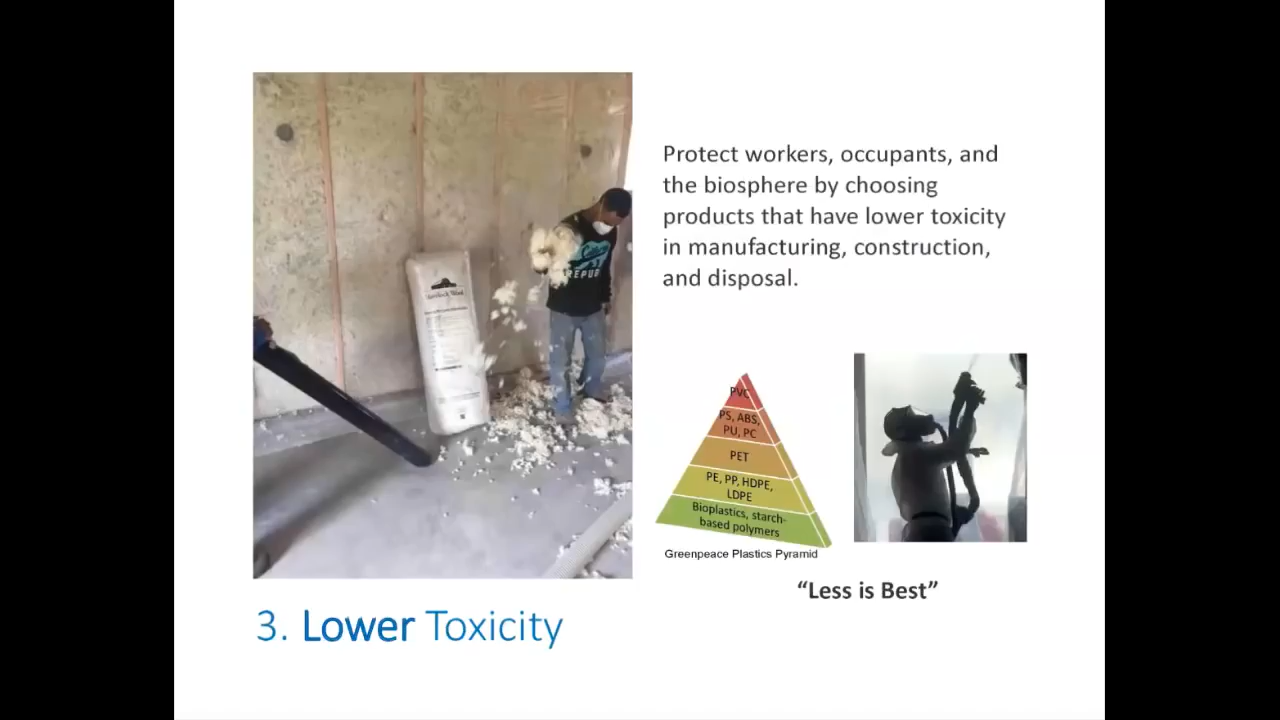 Protect workers, occupants, and
the biosphere by choosing
products that have lower toxicity
in manufacturing, construction,
and disposal.
REPUB
PVC
PS, ABS,
PU, PC
PET
PE, PP, HDPE,
LDPE
Bioplastics, starch-
based polymers
Greenpeace Plastics Pyramid
“Less is Best”
3. Lower Toxicity